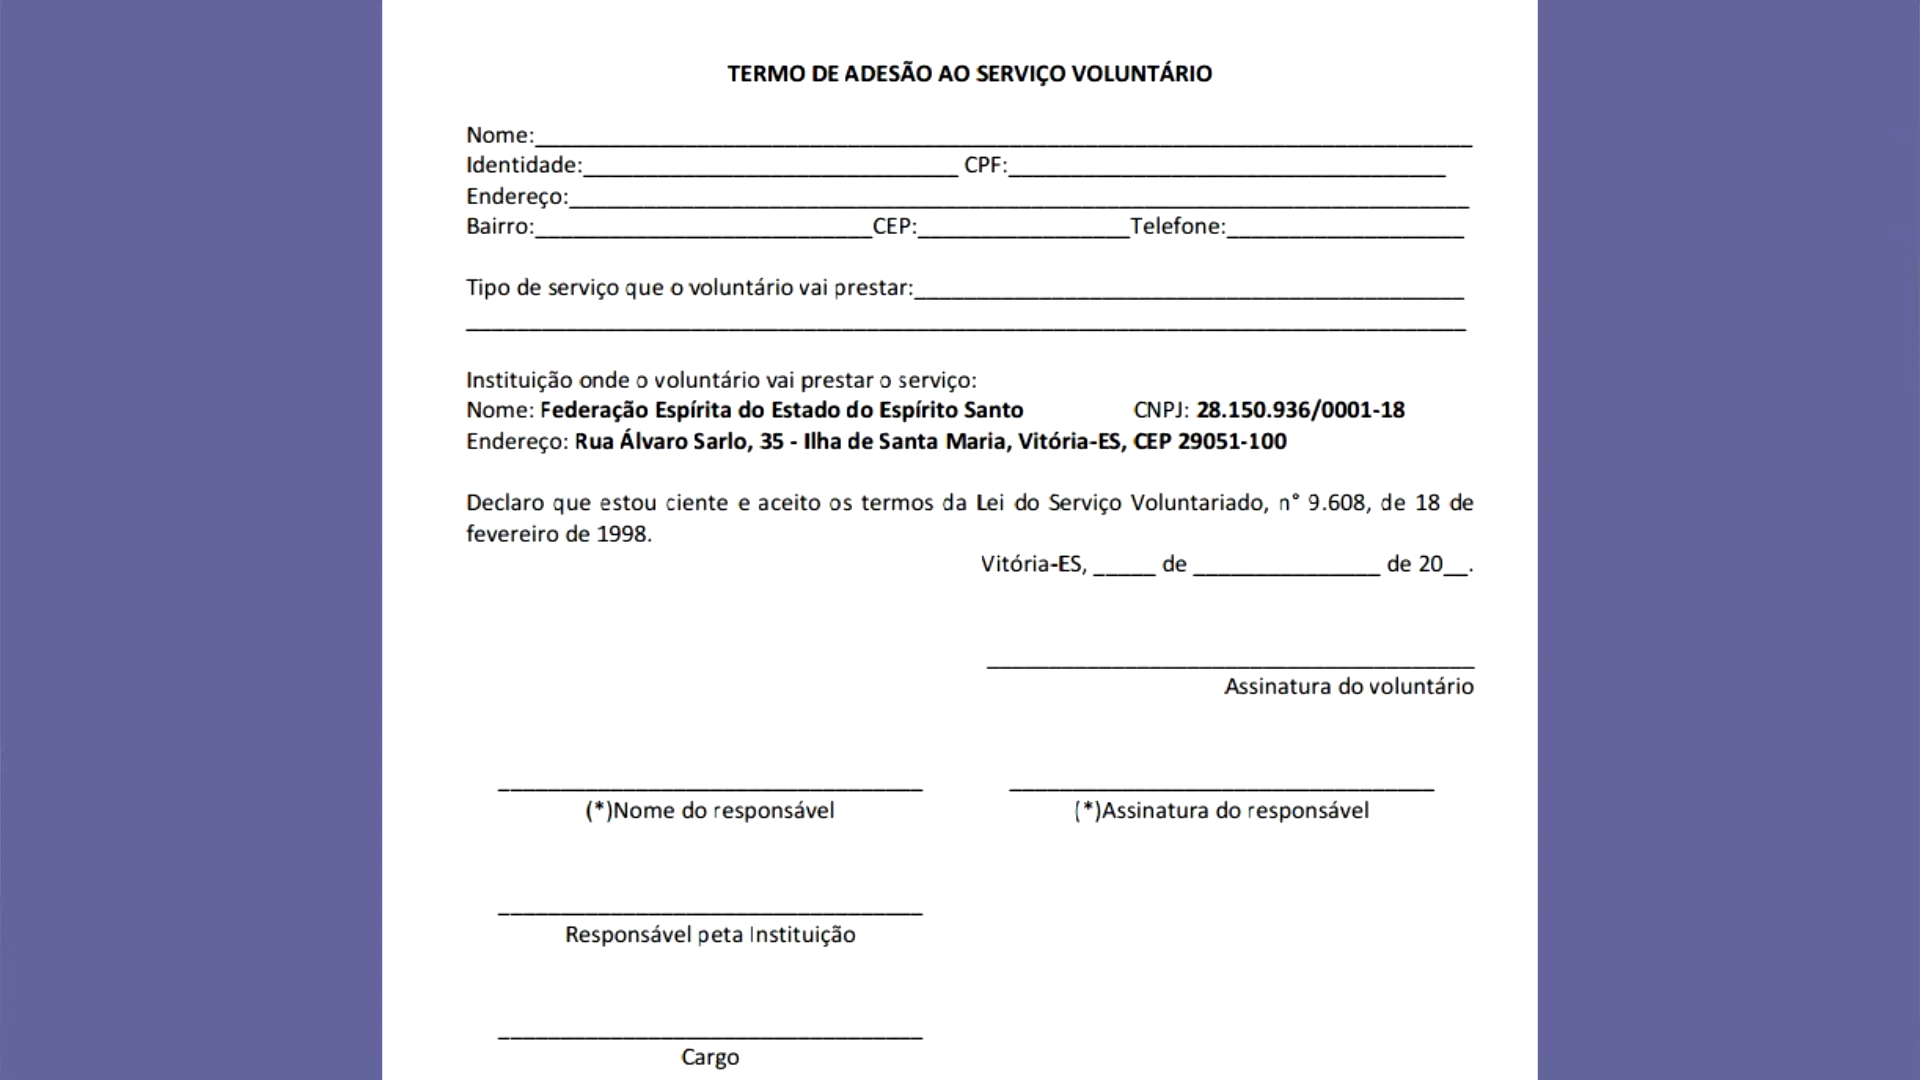 TERMO DE ADESÃO AO SERVIÇO VOLUNTÁRIO
Nome:
Identidade: CPF:
Endereço:
Bairro: CEP: Telefone:
Tipo de serviço que o voluntário vai prestar:
Instituição onde o voluntário vai prestar o serviço:
Nome: Federação Espírita do Estado do Espírito Santo CNPJ: 28.150.936/0001-18
Endereço: Rua Álvaro Sarlo, 35 - Ilha de Santa Maria, Vitória-ES, CEP 29051-100
Declaro que estou ciente e aceito os termos da Lei do Serviço Voluntariado, n° 9.608, de 18 de
fevereiro de 1998.
Vitória-ES, _____ de _______________ de 20__.
Assinatura do voluntário
(*)Nome do responsável (*)Assinatura do responsável
Responsável peta Instituição
Cargo